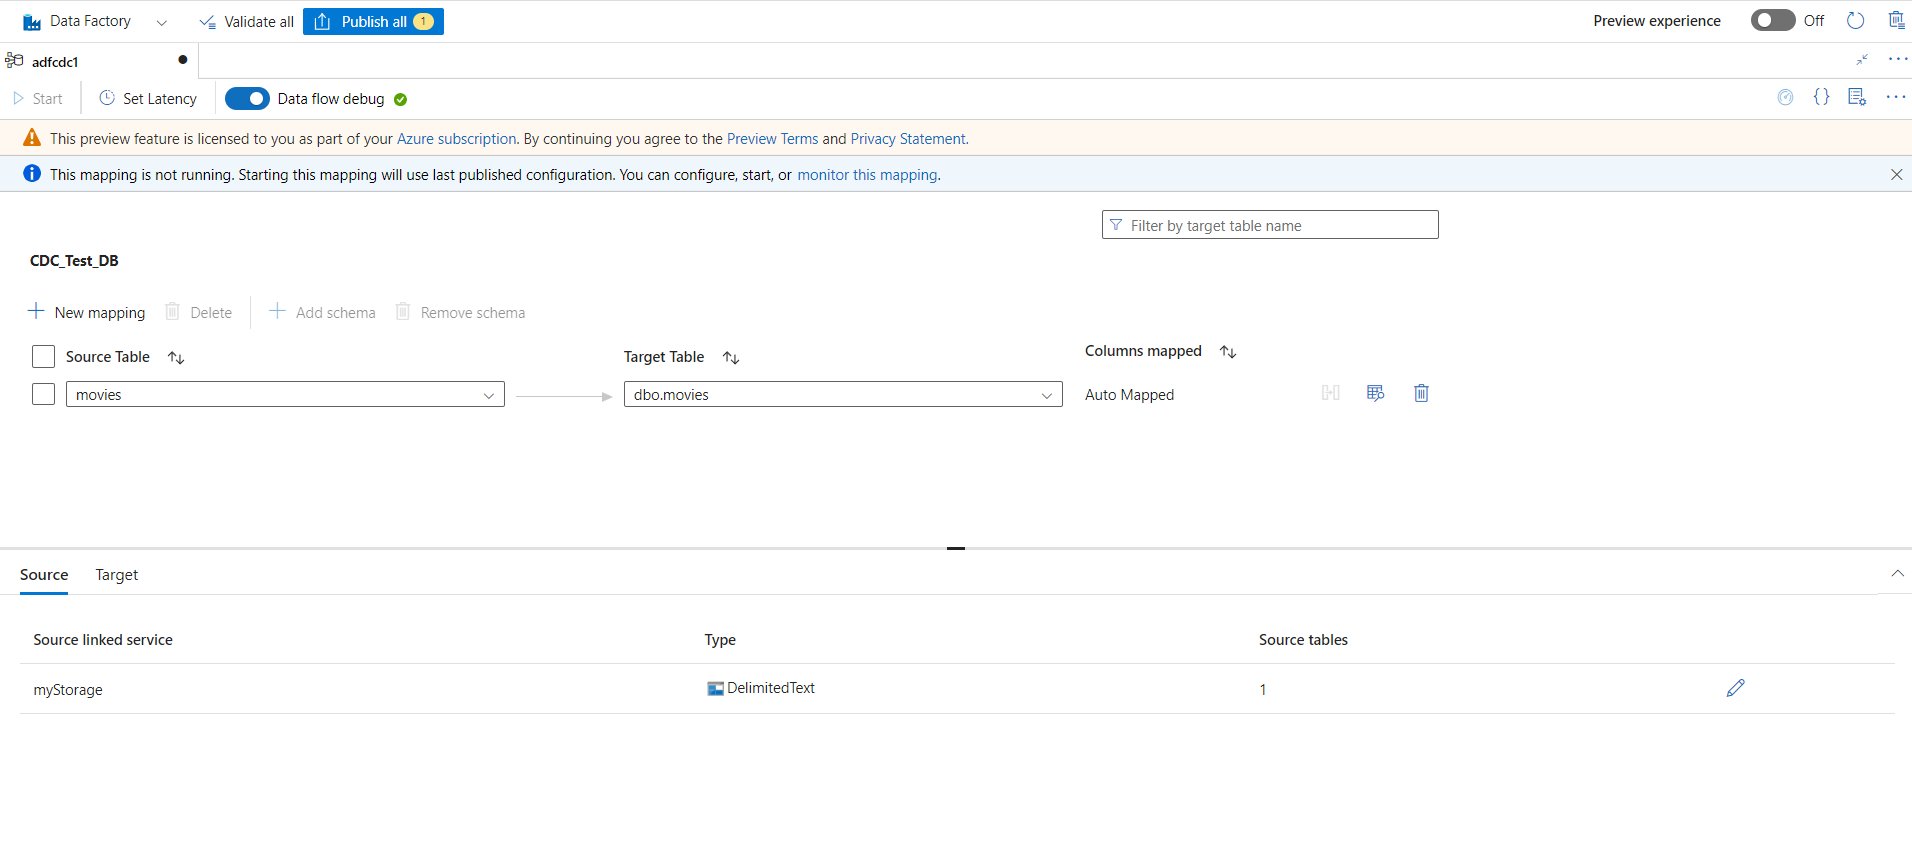 Data Factory Validate all Publish all 1 Preview experience Off
adfcdc1
Start Set Latency Data flow debug {}
This preview feature is licensed to you as part of your Azure subscription. By continuing you agree to the Preview Terms and Privacy Statement.
This mapping is not running. Starting this mapping will use last published configuration. You can configure, start, or monitor this mapping.
Filter by target table name
CDC_Test_DB
New mapping Delete Add schema Remove schema
Source Table Target Table Columns mapped
movies dbo.movies Auto Mapped
Source Target
Source linked service Type Source tables
myStorage DelimitedText 1